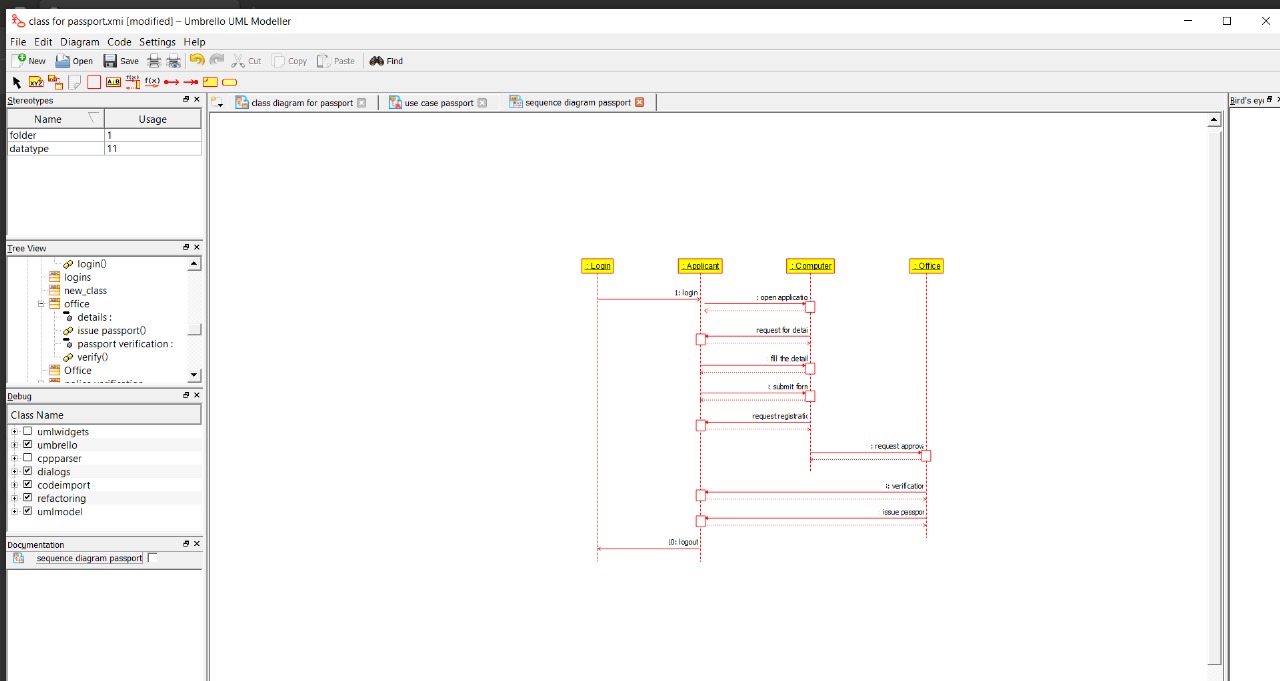 class for passport.xmi [modified] – Umbrello UML Modeller
File Edit Diagram Code Settings Help
New Open Save Cut Copy Paste Find
XYZ A:B f(x) f(x)
Stereotypes
class diagram for passport use case passport sequence diagram passport
Bird's eye
Name Usage
folder 1
datatype 11
Tree View
login()
logins
new_class
office
details :
issue passport()
passport verification :
verify()
Office
police verification
Debug
Class Name
umlwidgets
umbrello
cppparser
dialogs
codeimport
refactoring
umlmodel
Documentation
sequence diagram passport
: Login : Applicant : Computer : Office
1: login
: open applicatio
request for detai
fill the detail
: submit form
request registratio
: request approv
: verification
issue passpor
10: logout